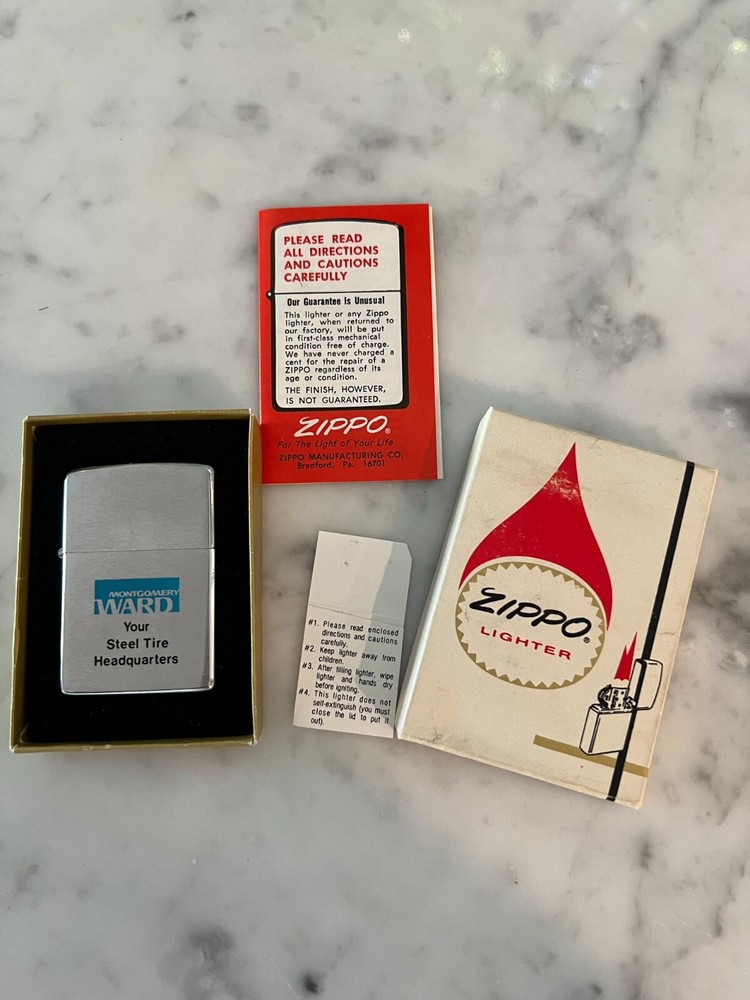 PLEASE READ
ALL DIRECTIONS
AND CAUTIONS
CAREFULLY
Our Guarantee is Unusual
This lighter or any Zippo
lighter, when returned to
our factory, will be put
in first-class mechanical
condition free of charge.
We have never charged a
cent for the repair of a
ZIPPO regardless of its
age or condition.
THE FINISH, HOWEVER,
IS NOT GUARANTEED.
ZIPPO®
For The Light of Your Life
ZIPPO MANUFACTURING CO.
Bradford, Pa. 16701
MONTGOMERY
WARD
Your
Steel Tire
Headquarters
#1. Please read enclosed
directions and cautions
carefully.
#2. Keep lighter away from
children.
#3. After filling lighter, wipe
lighter and hands dry
before igniting.
#4. This lighter does not
self-extinguish (you must
close the lid to put it
out).
ZIPPO®
LIGHTER